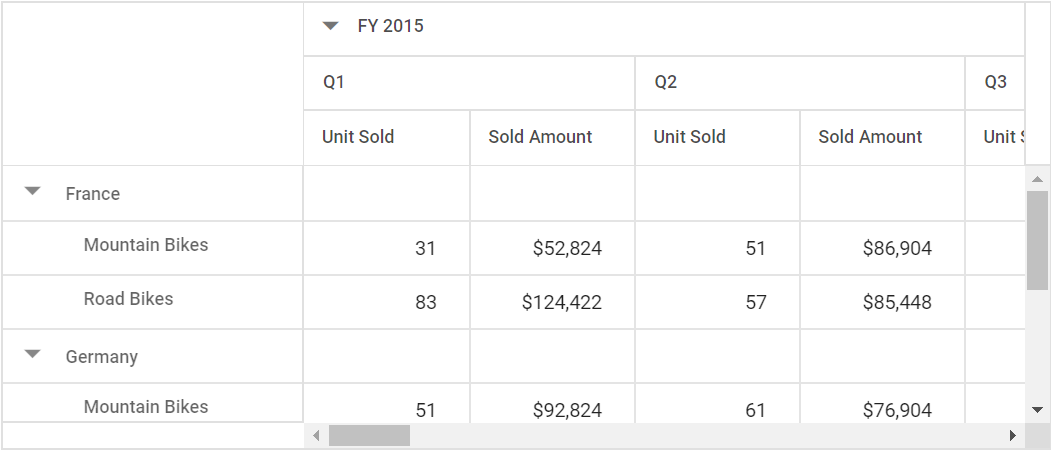 FY 2015
Q1 Q2 Q3
Unit Sold Sold Amount Unit Sold Sold Amount Unit
France
Mountain Bikes 31 $52,824 51 $86,904
Road Bikes 83 $124,422 57 $85,448
Germany
Mountain Bikes 51 $92,824 61 $76,904